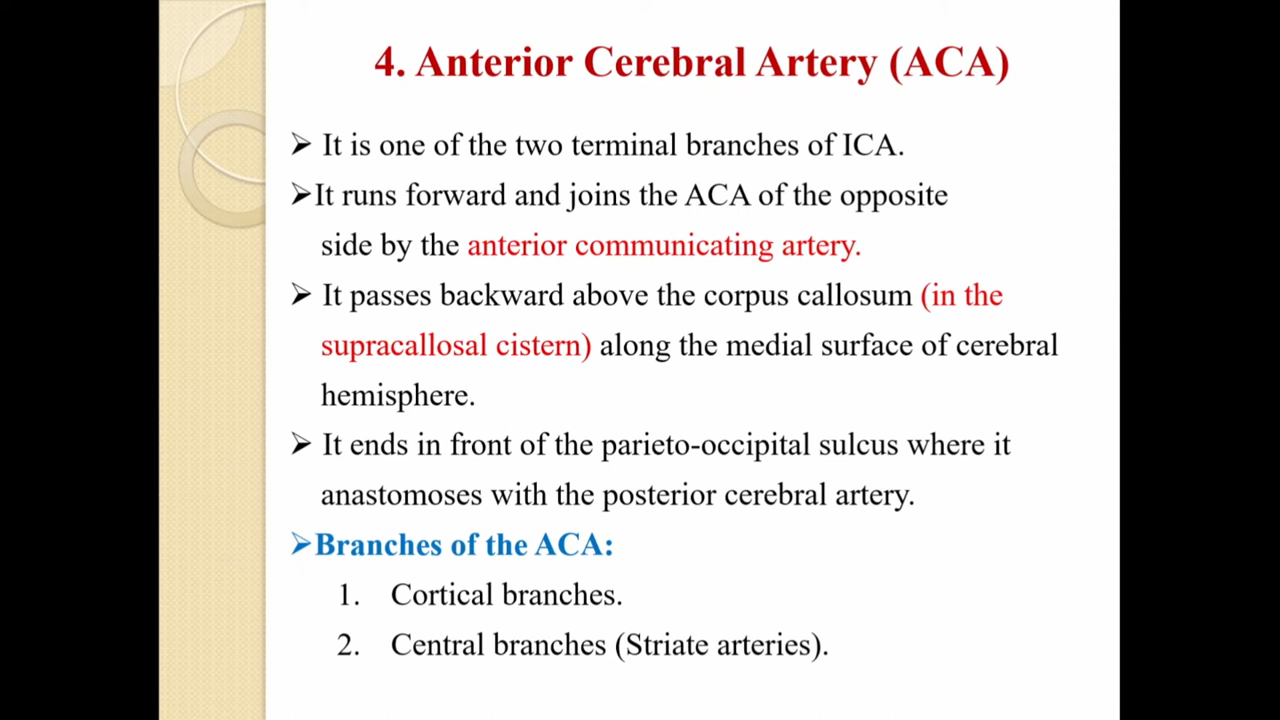 4. Anterior Cerebral Artery (ACA)
➢ It is one of the two terminal branches of ICA.
➢It runs forward and joins the ACA of the opposite
side by the anterior communicating artery.
➢ It passes backward above the corpus callosum (in the
supracallosal cistern) along the medial surface of cerebral
hemisphere.
➢ It ends in front of the parieto-occipital sulcus where it
anastomoses with the posterior cerebral artery.
➢Branches of the ACA:
1. Cortical branches.
2. Central branches (Striate arteries).